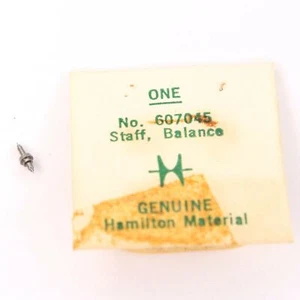 ONE
No. 607045
Staff, Balance
GENUINE
Hamilton Material